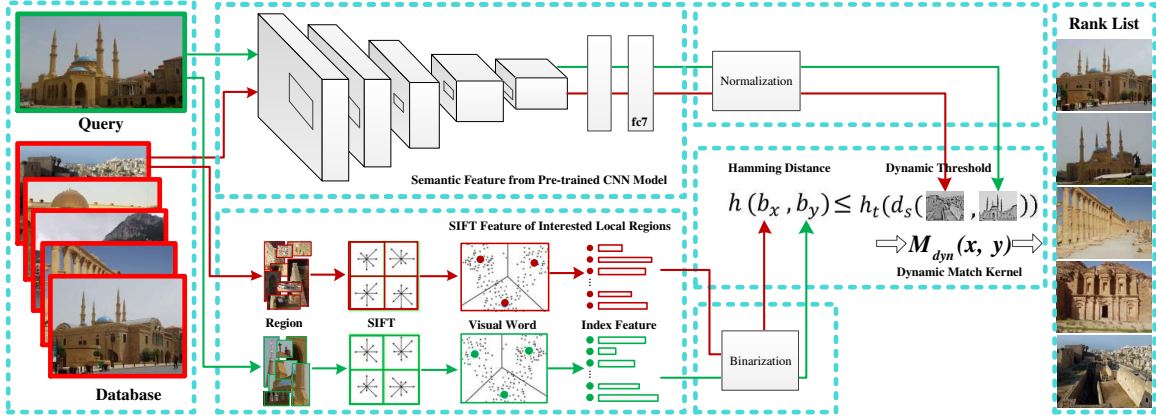 Query
Database
fc7
Semantic Feature from Pre-trained CNN Model
Normalization
SIFT Feature of Interested Local Regions
Region
SIFT
Visual Word
Index Feature
Binarization
Hamming Distance
Dynamic Threshold
h (b_x , b_y) ≤ h_t(d_s( , ))
M_dyn(x, y)
Dynamic Match Kernel
Rank List